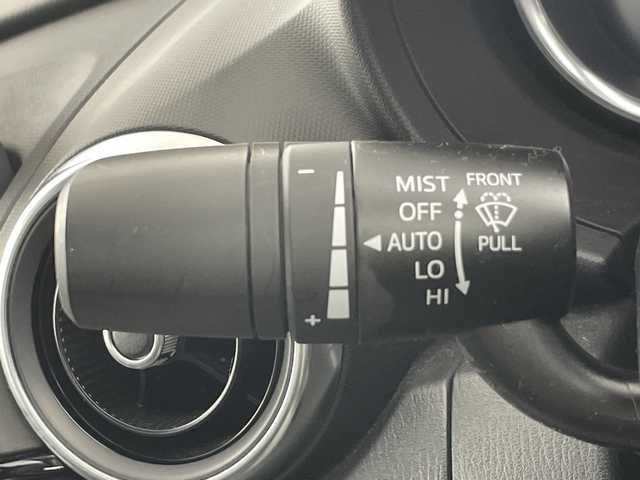 −
+
MIST
OFF
AUTO
LO
HI
FRONT
PULL